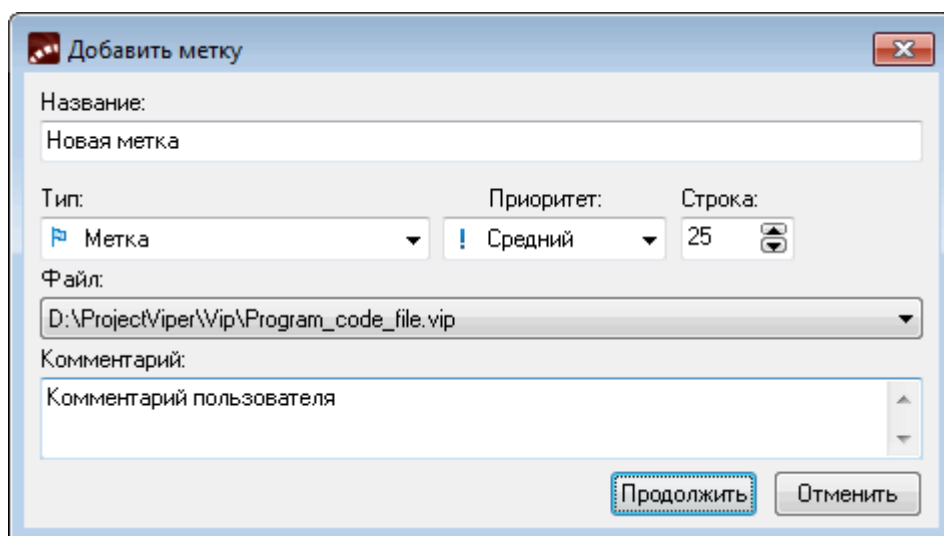 Добавить метку
Название:
Новая метка
Тип: Приоритет: Строка:
Метка Средний 25
Файл:
D:\ProjectViper\Vip\Program_code_file.vip
Комментарий:
Комментарий пользователя
Продолжить Отменить